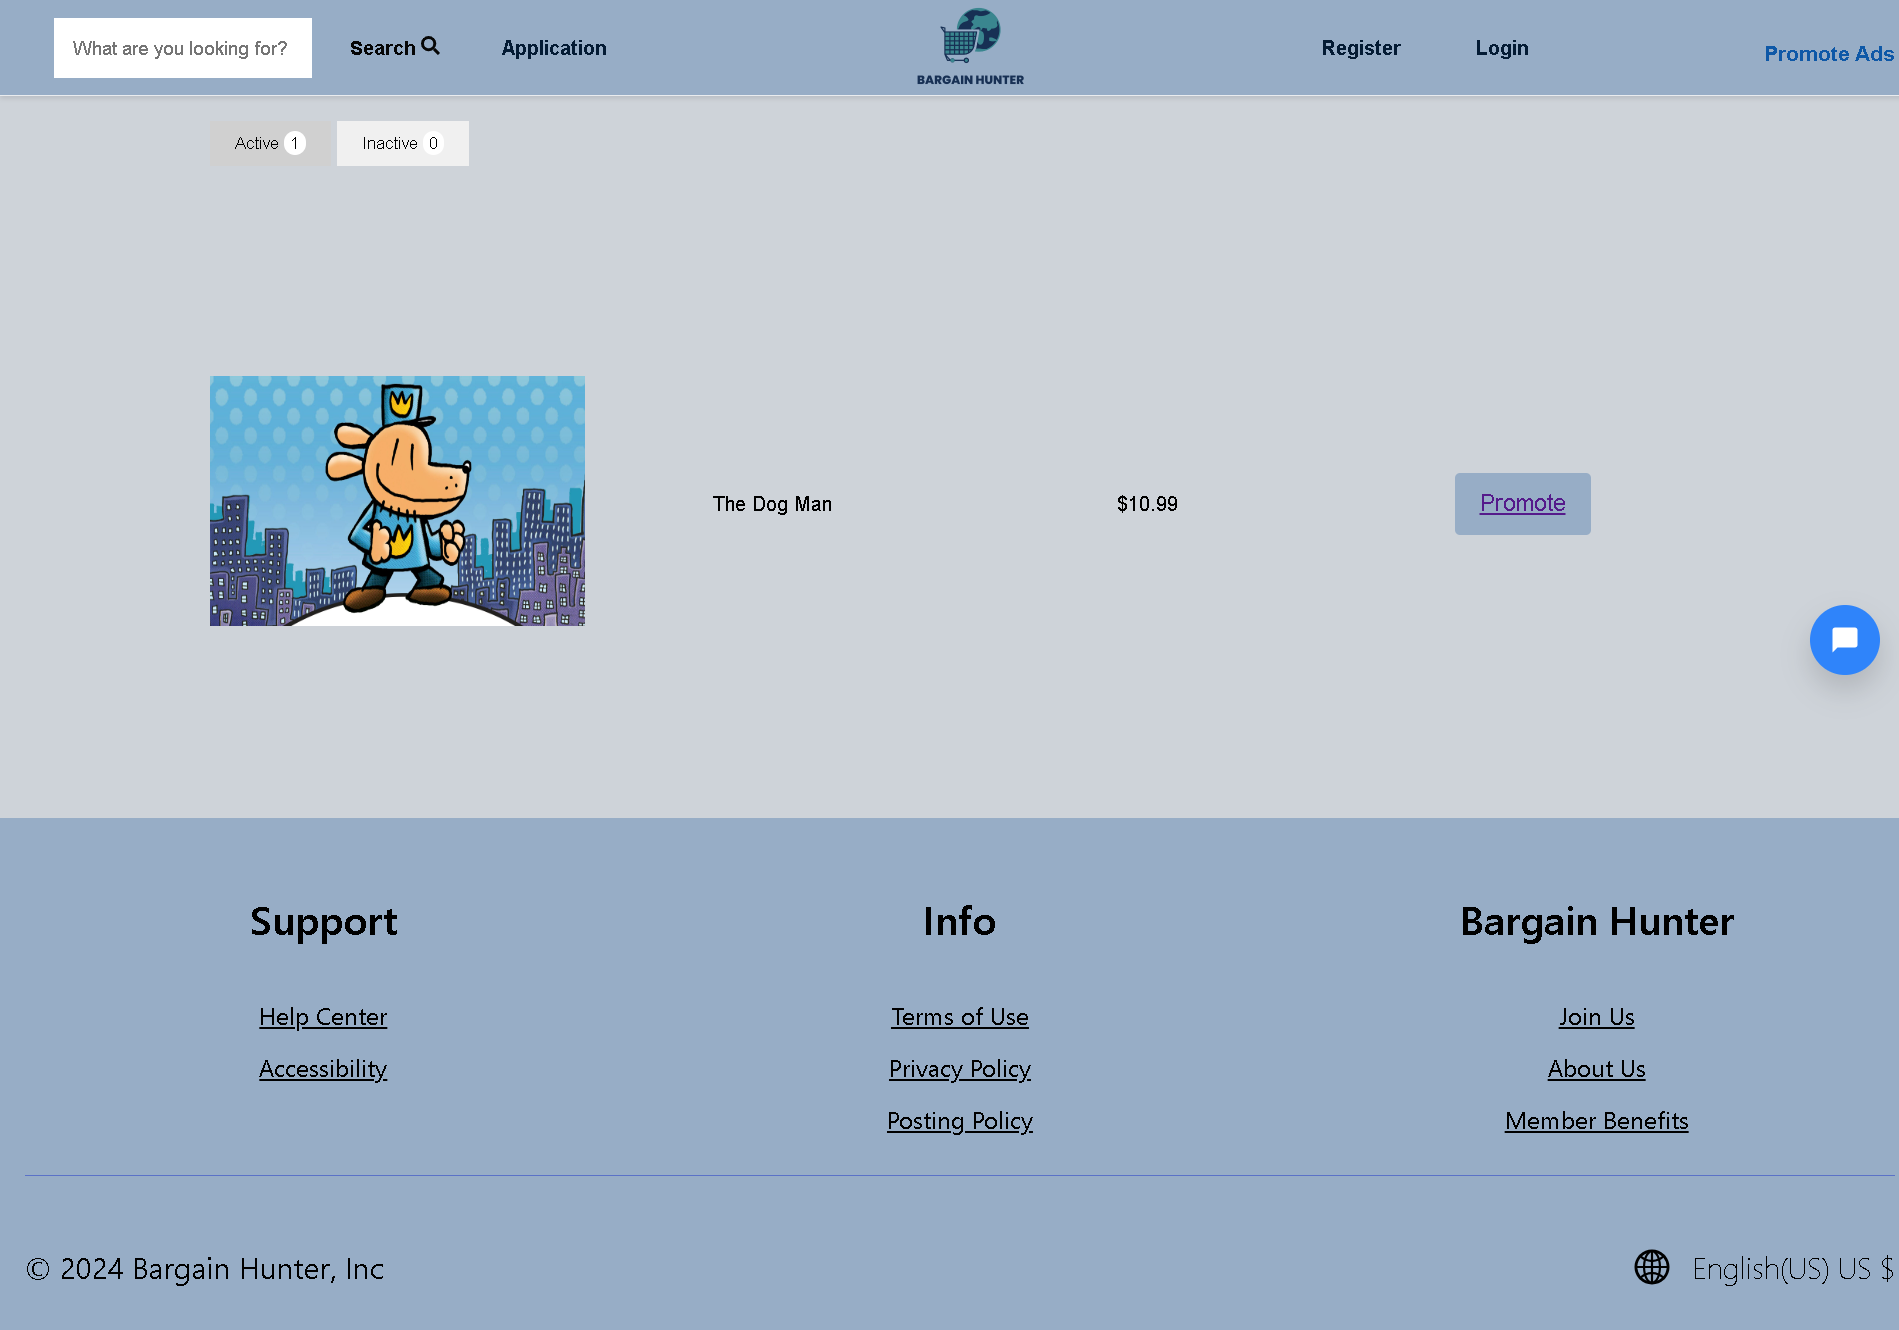 What are you looking for?
Search
Application
BARGAIN HUNTER
Register
Login
Promote Ads
Active 1
Inactive 0
The Dog Man
$10.99
Promote
Support
Info
Bargain Hunter
Help Center
Terms of Use
Join Us
Accessibility
Privacy Policy
About Us
Posting Policy
Member Benefits
© 2024 Bargain Hunter, Inc
English(US) US $